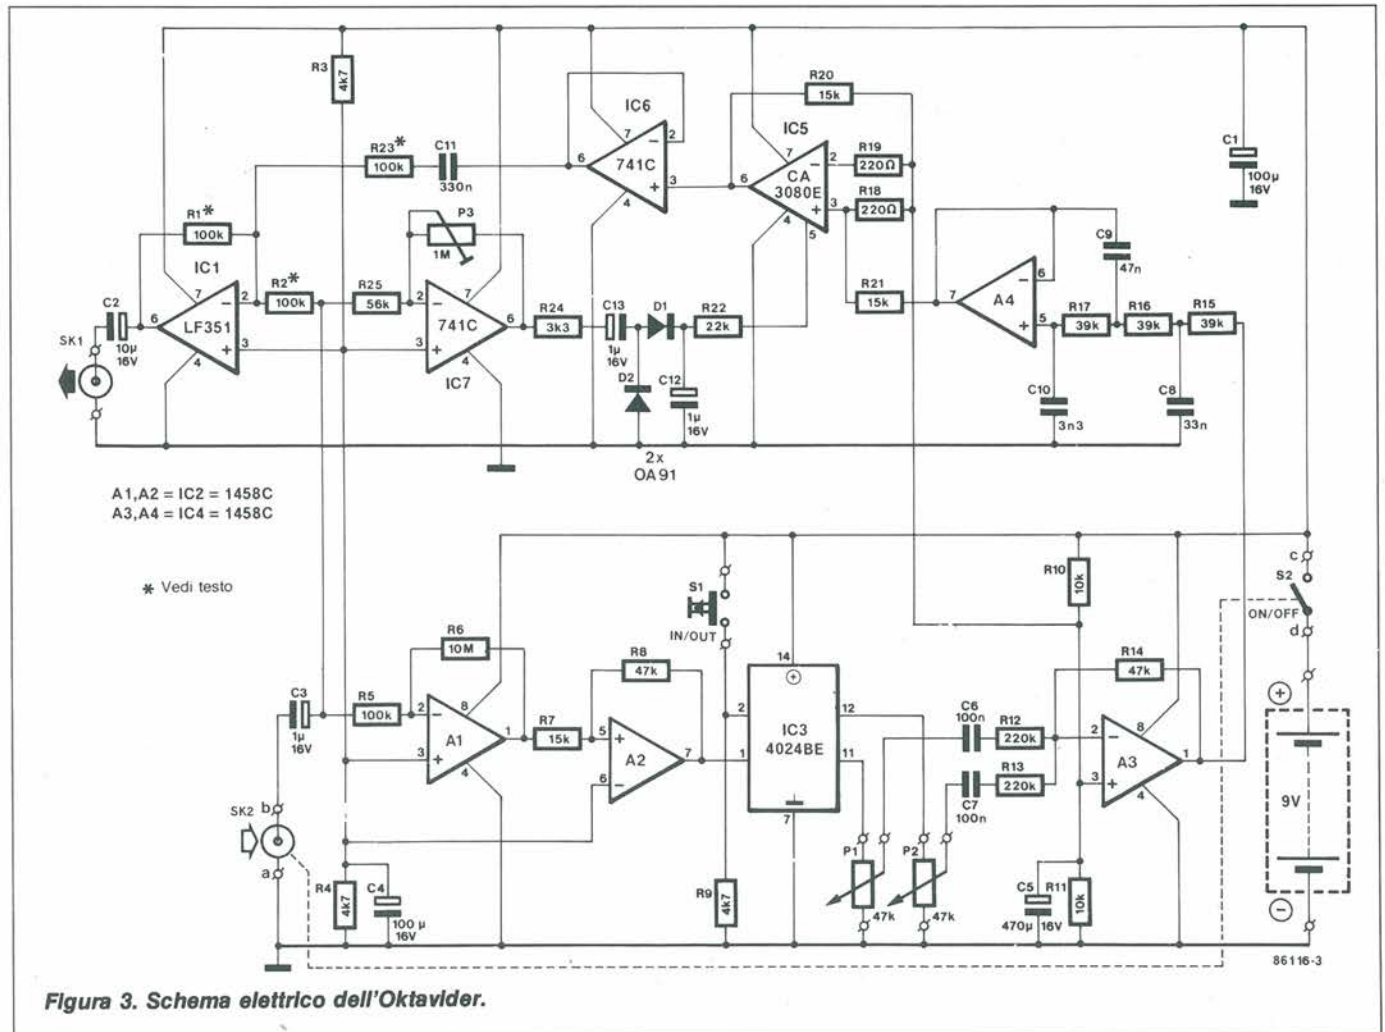 R3
4k7
R20
15k
IC6
IC5
R23*
100k
C11
330n
7
2
741C
6
3
4
7
2
CA
3080E
6
3
4
5
R19
220Ω
R18
220Ω
C1
100µ
16V
R1*
100k
P3
1M
IC1
R2*
100k
R25
56k
C9
47n
C2
10µ
16V
6
7
2
LF351
3
4
2
7
741C
6
3
4
IC7
R24
3k3
C13
1µ
16V
D1
R22
22k
R21
15k
7
A4
6
5
R17
39k
R16
39k
R15
39k
SK1
D2
C12
1µ
16V
C10
3n3
C8
33n
2x
OA91
A1,A2 = IC2 = 1458C
A3,A4 = IC4 = 1458C
* Vedi testo
S1
IN/OUT
R10
10k
c
S2
ON/OFF
d
R6
10M
R8
47k
R14
47k
C3
1µ
16V
R5
100k
2
8
A1
1
3
4
R7
15k
5
A2
7
6
14
2
12
IC3
4024BE
1
11
7
C6
100n
R12
220k
R13
220k
C7
100n
2
8
A3
1
3
4
9V
SK2
b
a
R4
4k7
C4
100 µ
16V
R9
4k7
P1
47k
P2
47k
C5
470µ
16V
R11
10k
86116-3
Figura 3. Schema elettrico dell'Oktavider.